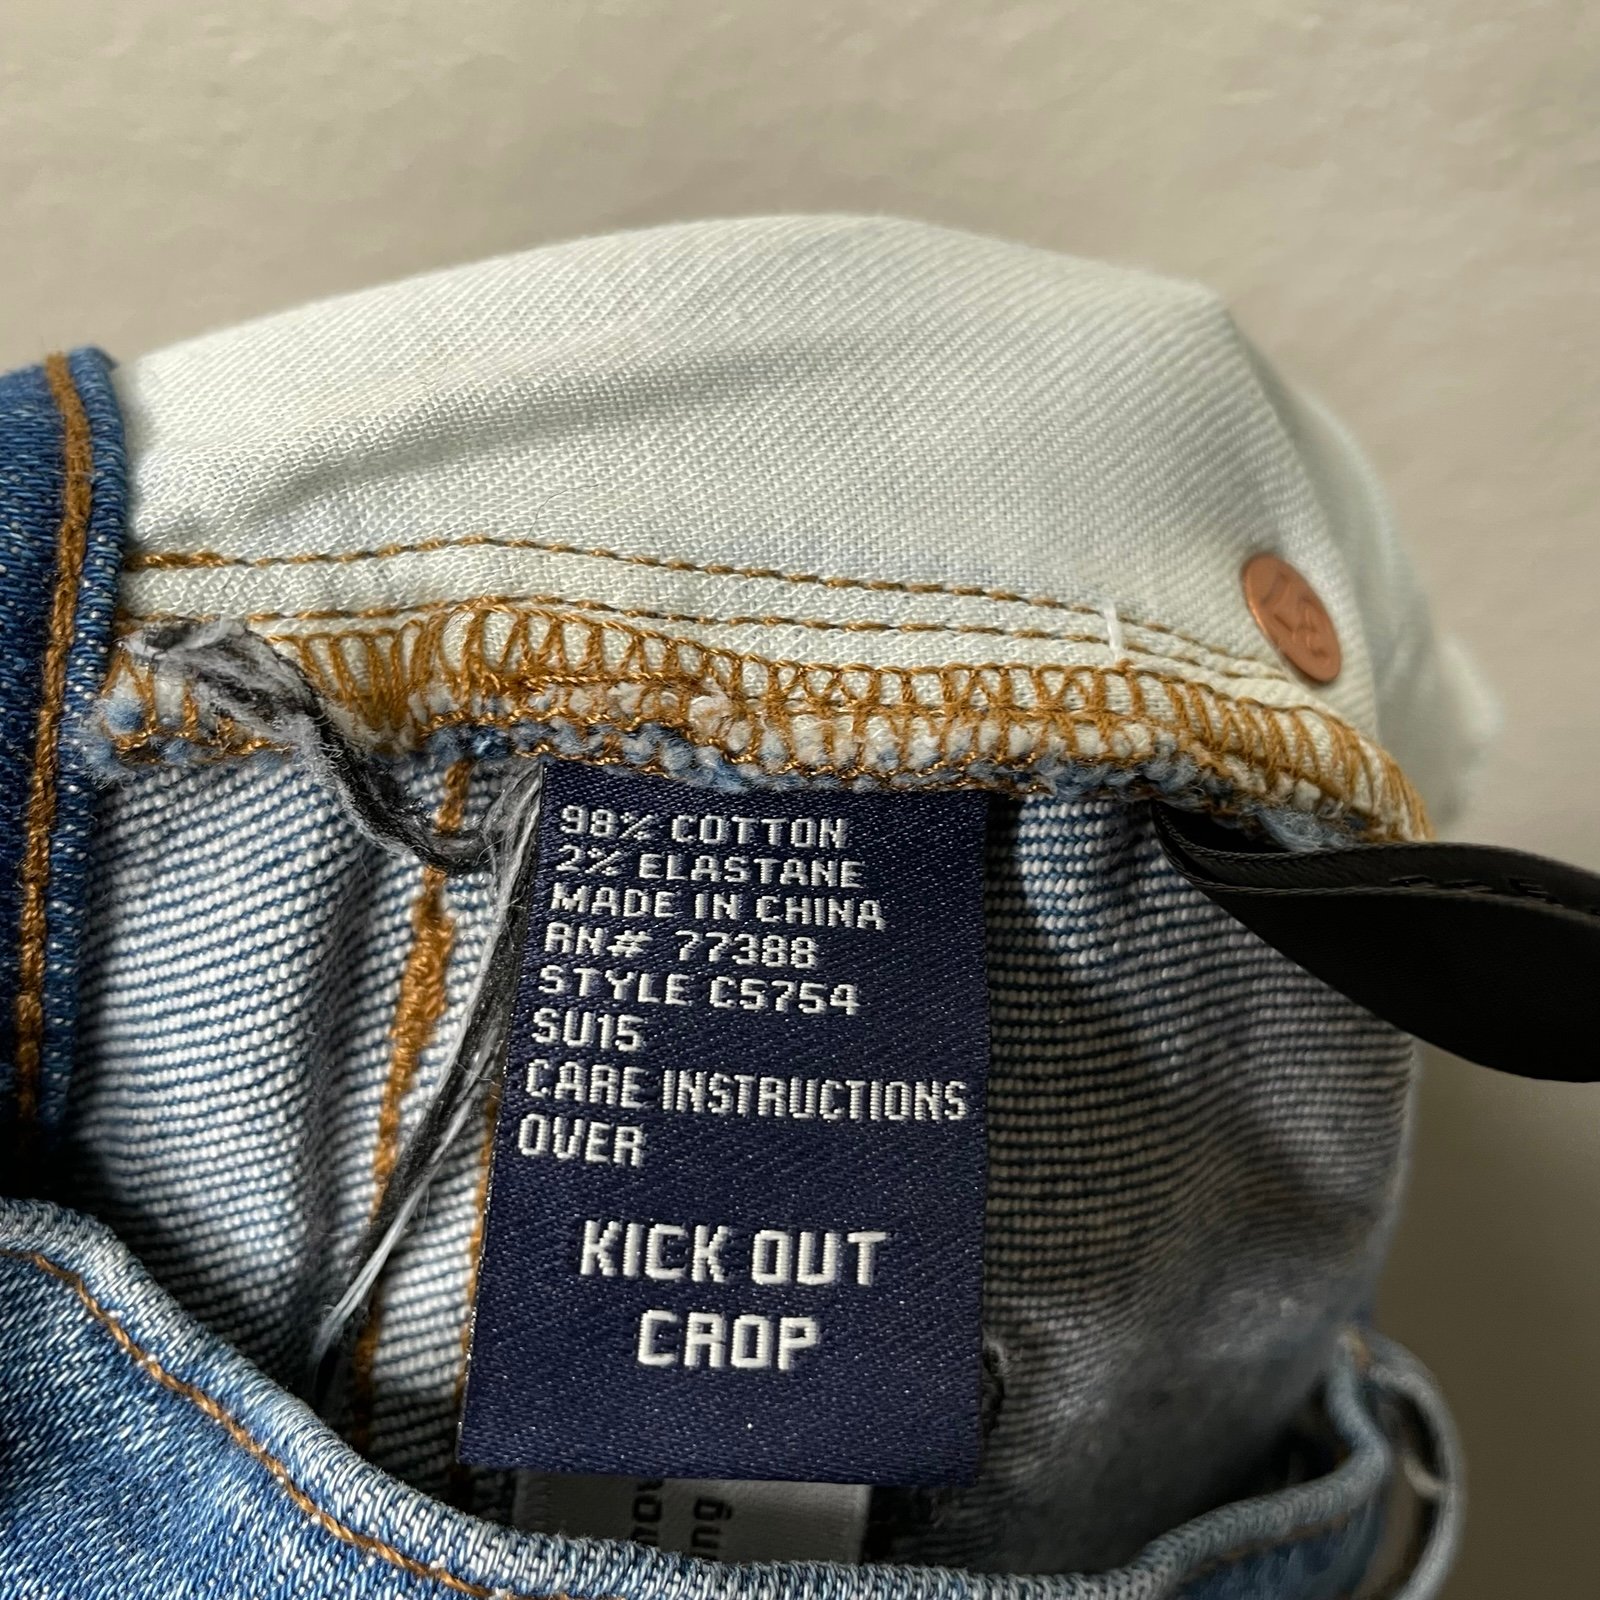 98% COTTON
2% ELASTANE
MADE IN CHINA
RN# 77388
STYLE C5754
SU15
CARE INSTRUCTIONS
OVER
KICK OUT
CROP